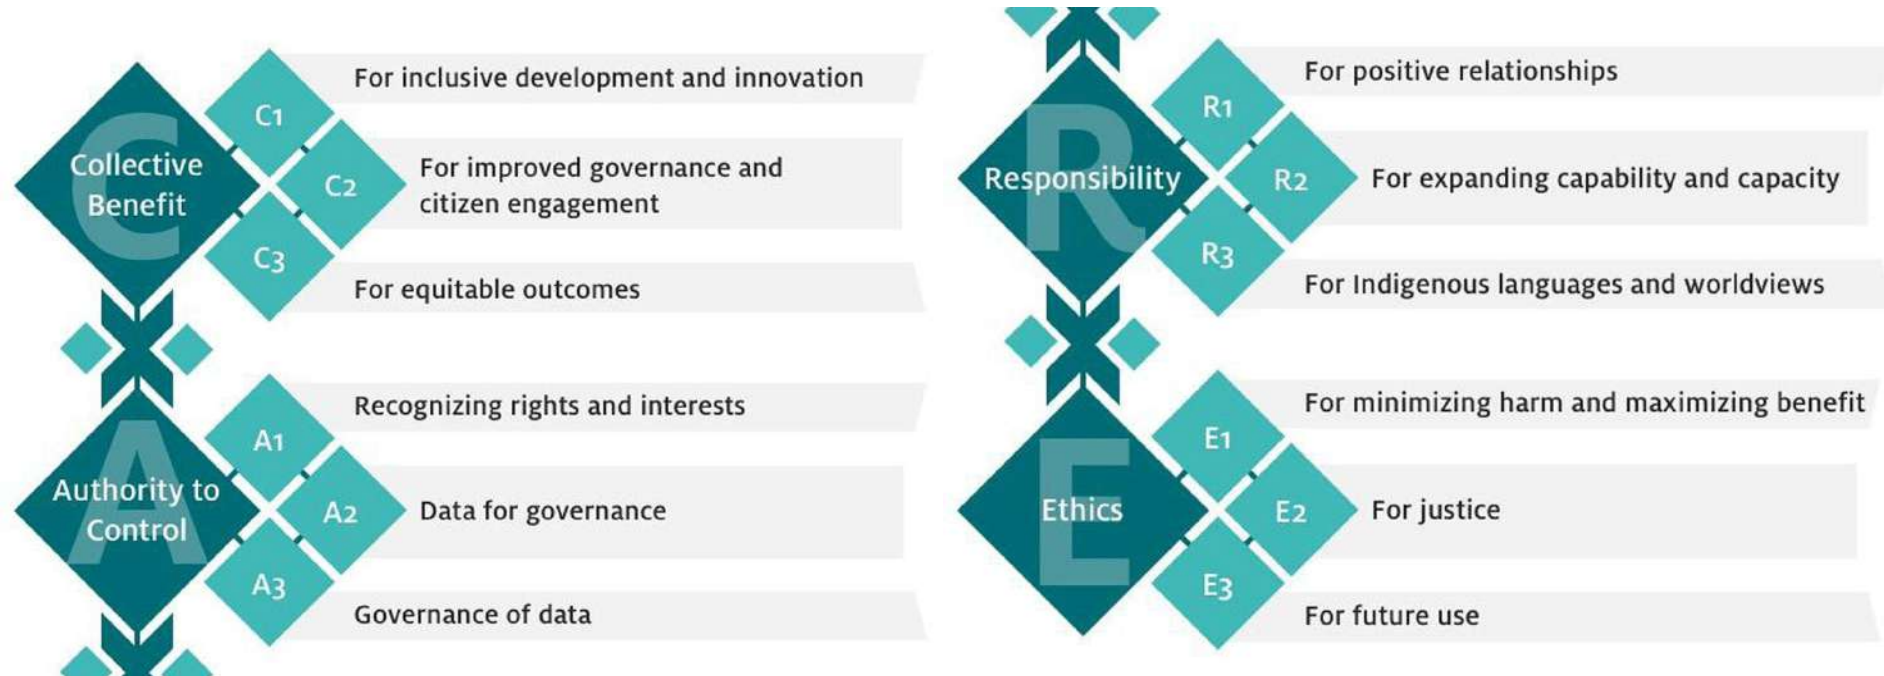 C
Collective
Benefit
C1
For inclusive development and innovation
C2
For improved governance and
citizen engagement
C3
For equitable outcomes
A
Authority to
Control
A1
Recognizing rights and interests
A2
Data for governance
A3
Governance of data
R
Responsibility
R1
For positive relationships
R2
For expanding capability and capacity
R3
For Indigenous languages and worldviews
E
Ethics
E1
For minimizing harm and maximizing benefit
E2
For justice
E3
For future use